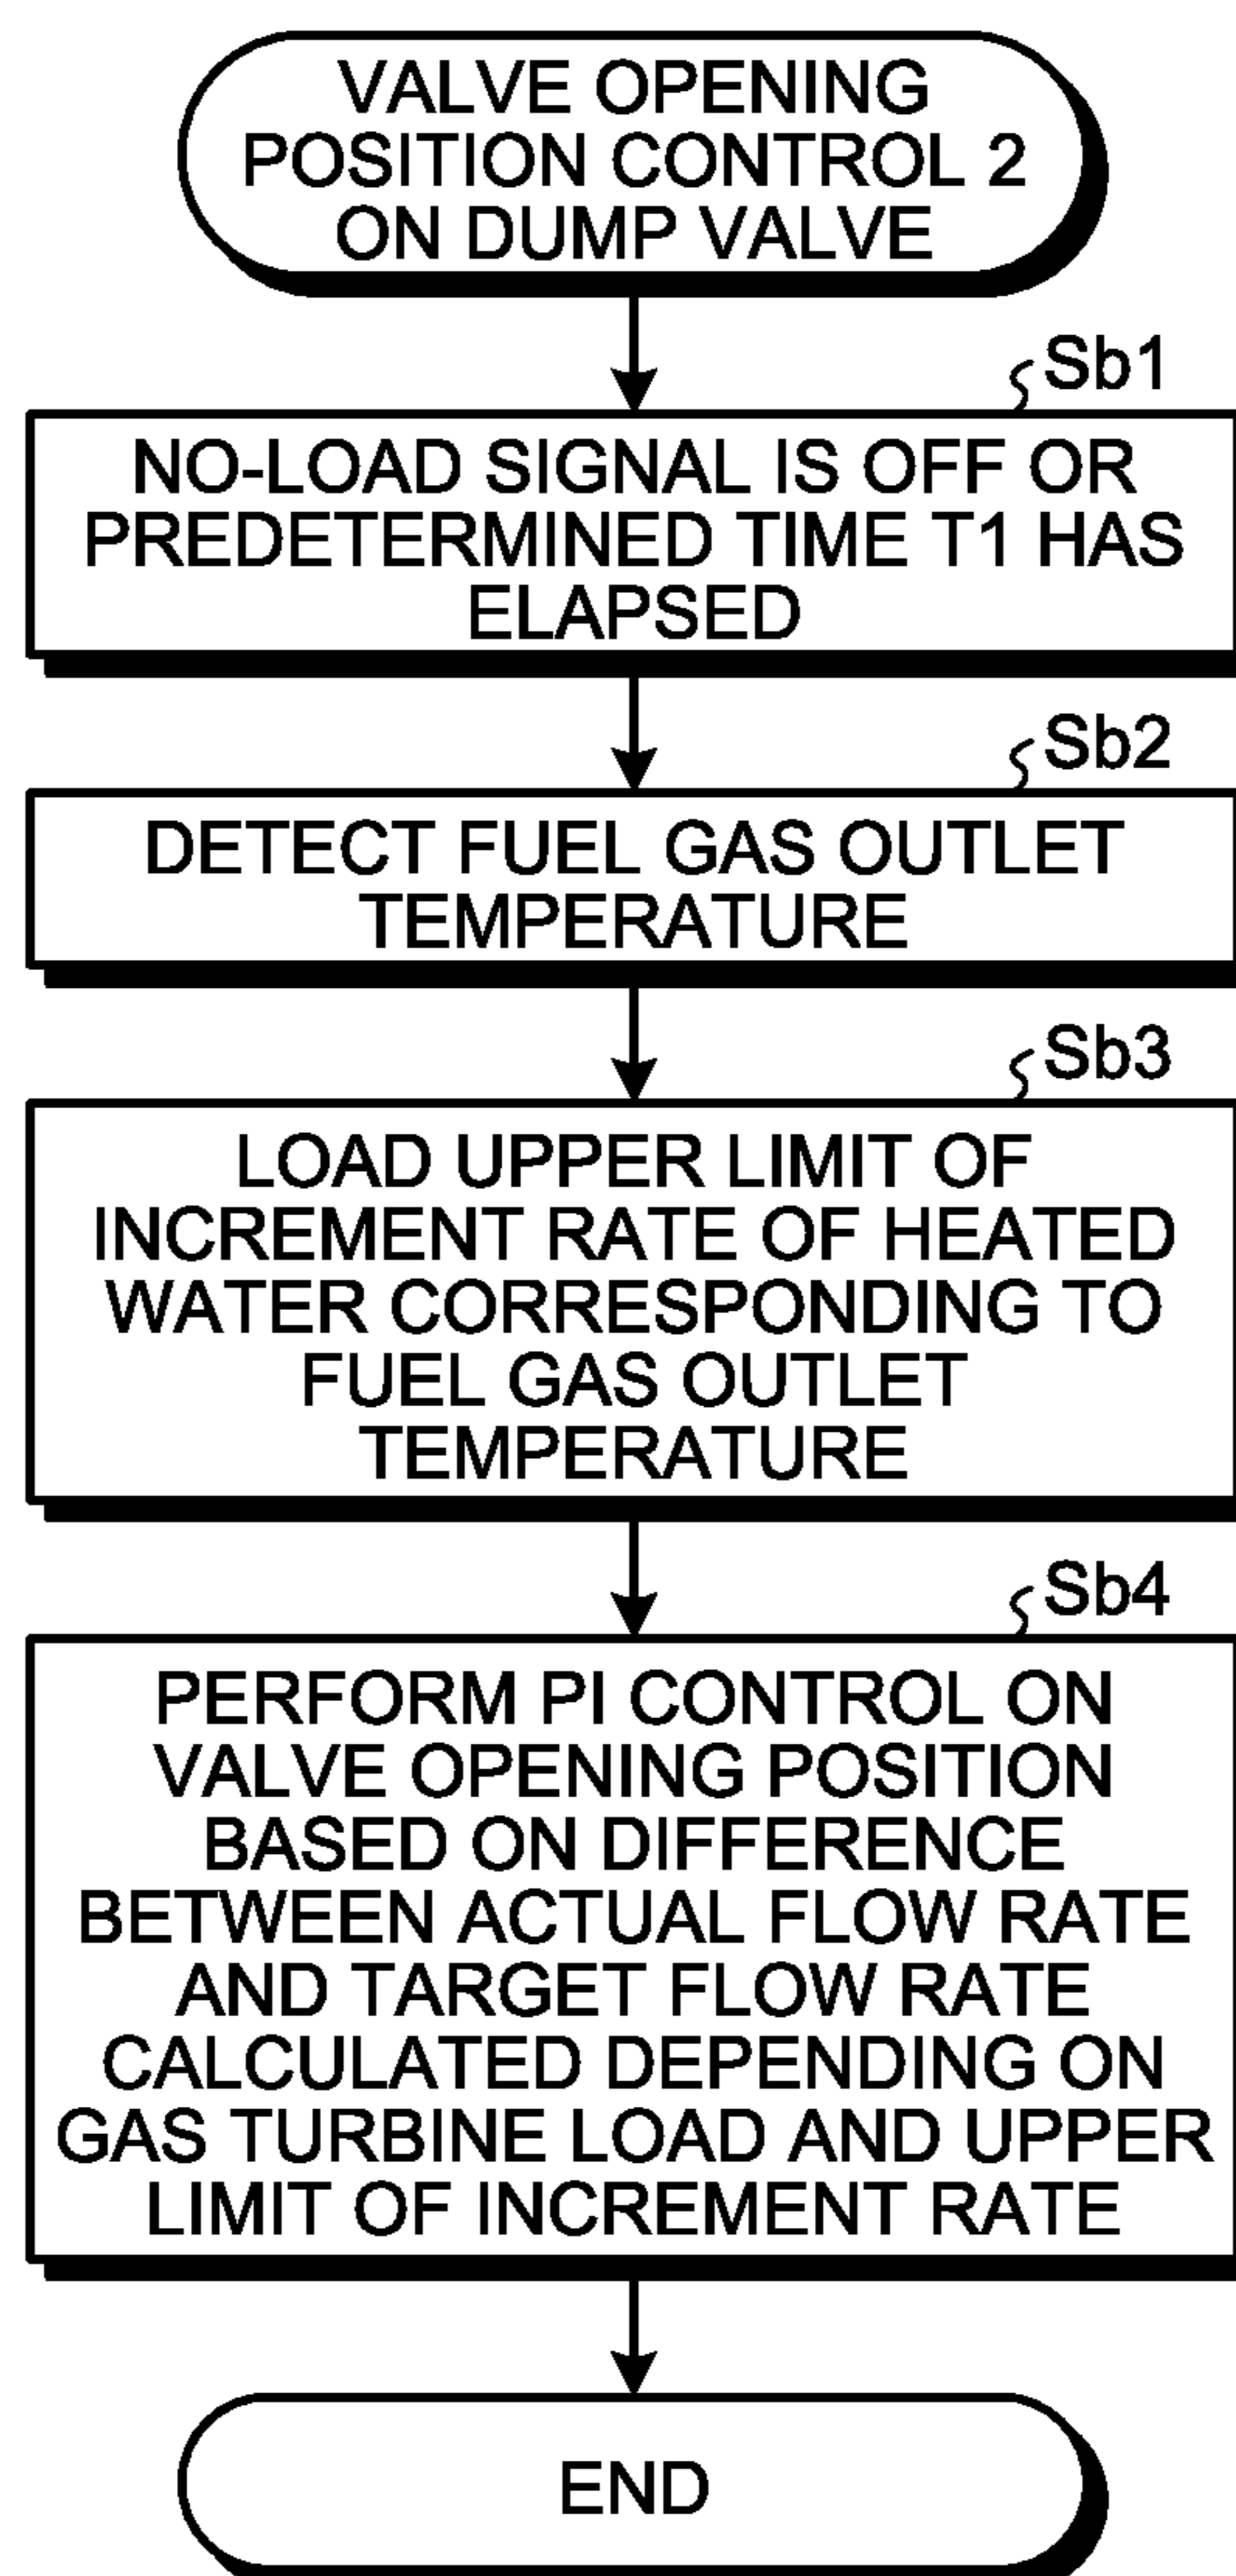 VALVE OPENING
POSITION CONTROL 2
ON DUMP VALVE
Sb1
NO-LOAD SIGNAL IS OFF OR
PREDETERMINED TIME T1 HAS
ELAPSED
Sb2
DETECT FUEL GAS OUTLET
TEMPERATURE
Sb3
LOAD UPPER LIMIT OF
INCREMENT RATE OF HEATED
WATER CORRESPONDING TO
FUEL GAS OUTLET
TEMPERATURE
Sb4
PERFORM PI CONTROL ON
VALVE OPENING POSITION
BASED ON DIFFERENCE
BETWEEN ACTUAL FLOW RATE
AND TARGET FLOW RATE
CALCULATED DEPENDING ON
GAS TURBINE LOAD AND UPPER
LIMIT OF INCREMENT RATE
END